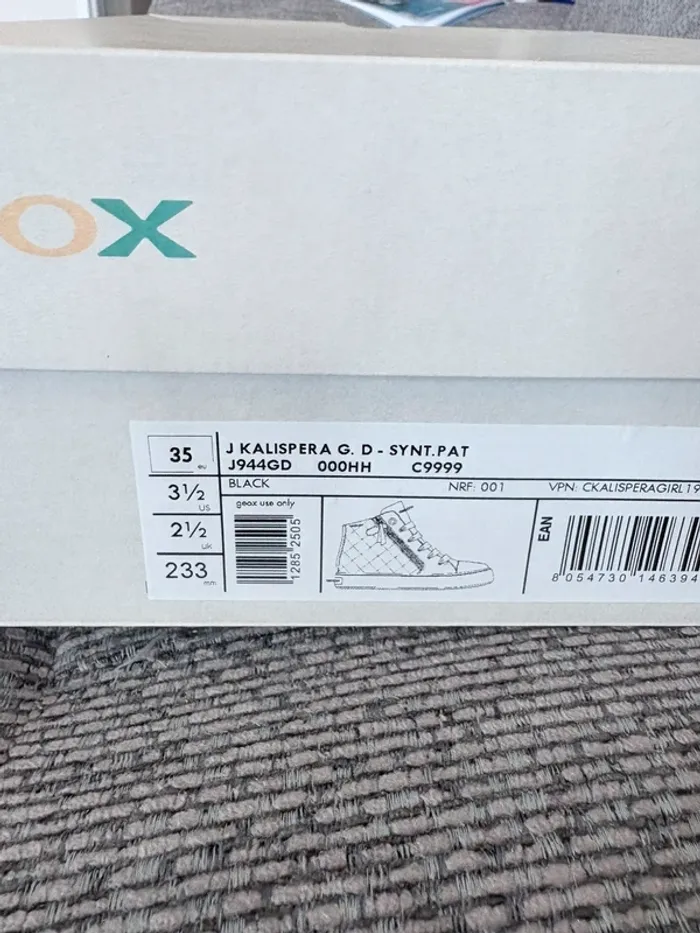 OX
35 eu
3½ US
2½ UK
233 mm
J KALISPERA G. D - SYNT.PAT
J944GD 000HH C9999
BLACK NRF: 001 VPN: CKALISPERAGIRL19
geox use only
1285 2505
EAN
8 054730 146394